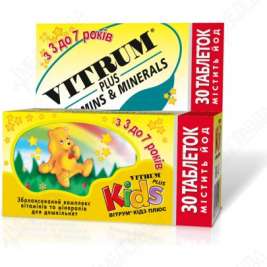 з 3 до 7 років
VITRUM®
PLUS
MINS & MINERALS
30 ТАБЛЕТОК
МІСТИТЬ ЙОД
з 3 до 7 років
VITRUM
PLUS
Kids
ВІТРУМ® КІДЗ ПЛЮС
Збалансований комплекс
вітамінів та мінералів
для дошкільнят
30 ТАБЛЕТОК
МІСТИТЬ ЙОД